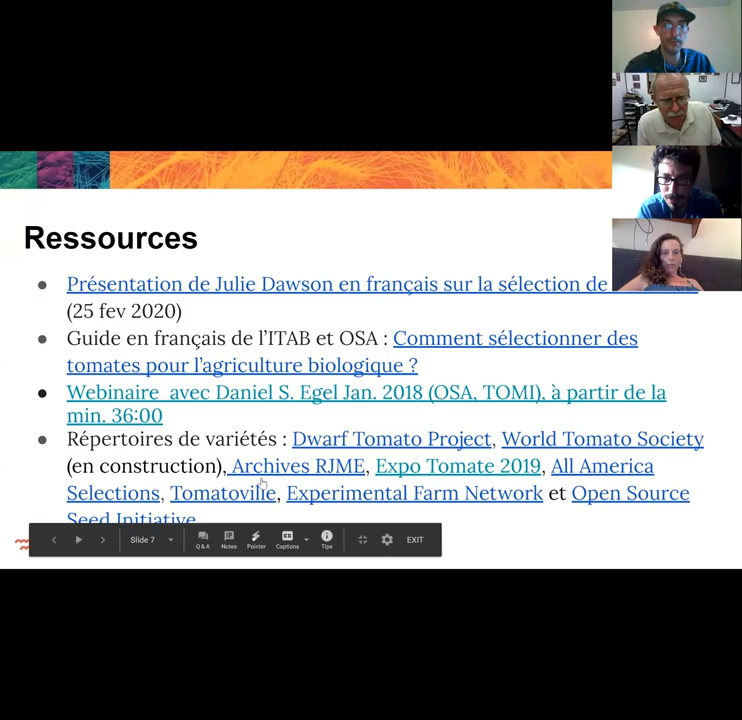 Ressources
● Présentation de Julie Dawson en français sur la sélection de
(25 fev 2020)
● Guide en français de l'ITAB et OSA : Comment sélectionner des
tomates pour l'agriculture biologique ?
● Webinaire avec Daniel S. Egel Jan. 2018 (OSA, TOMI), à partir de la
min. 36:00
● Répertoires de variétés : Dwarf Tomato Project, World Tomato Society
(en construction), Archives RJME, Expo Tomate 2019, All America
Selections, Tomatoville, Experimental Farm Network et Open Source
Seed Initiative
Slide 7
Q & A
Notes
Pointer
Captions
Tips
EXIT